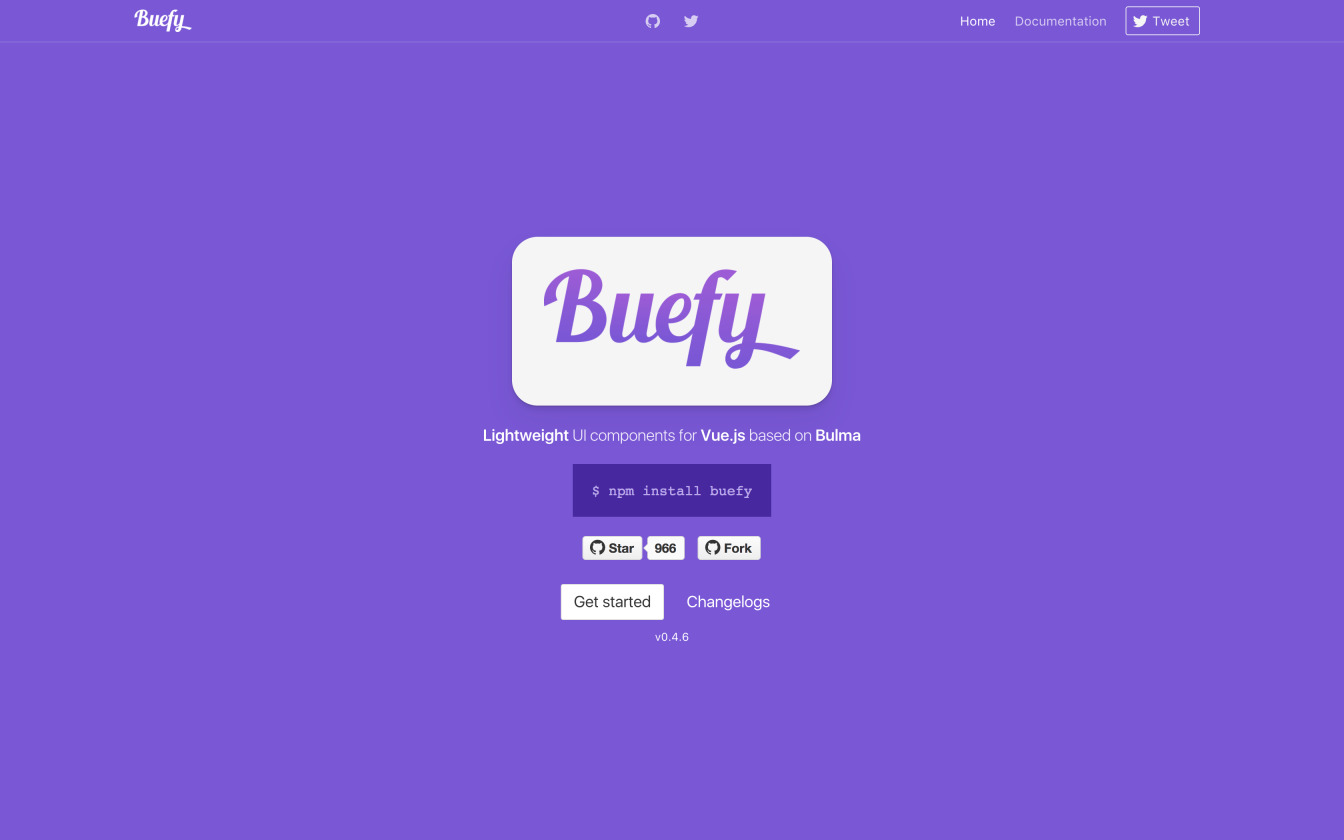 Buefy
Home Documentation Tweet
Buefy
Lightweight UI components for Vue.js based on Bulma
$ npm install buefy
Star 966 Fork
Get started Changelogs
v0.4.6